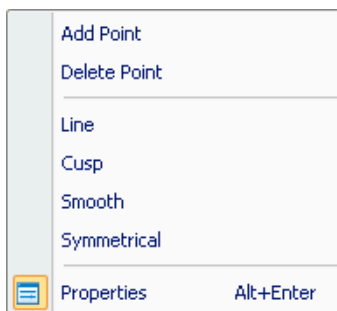 Add Point
Delete Point
Line
Cusp
Smooth
Symmetrical
Properties Alt+Enter